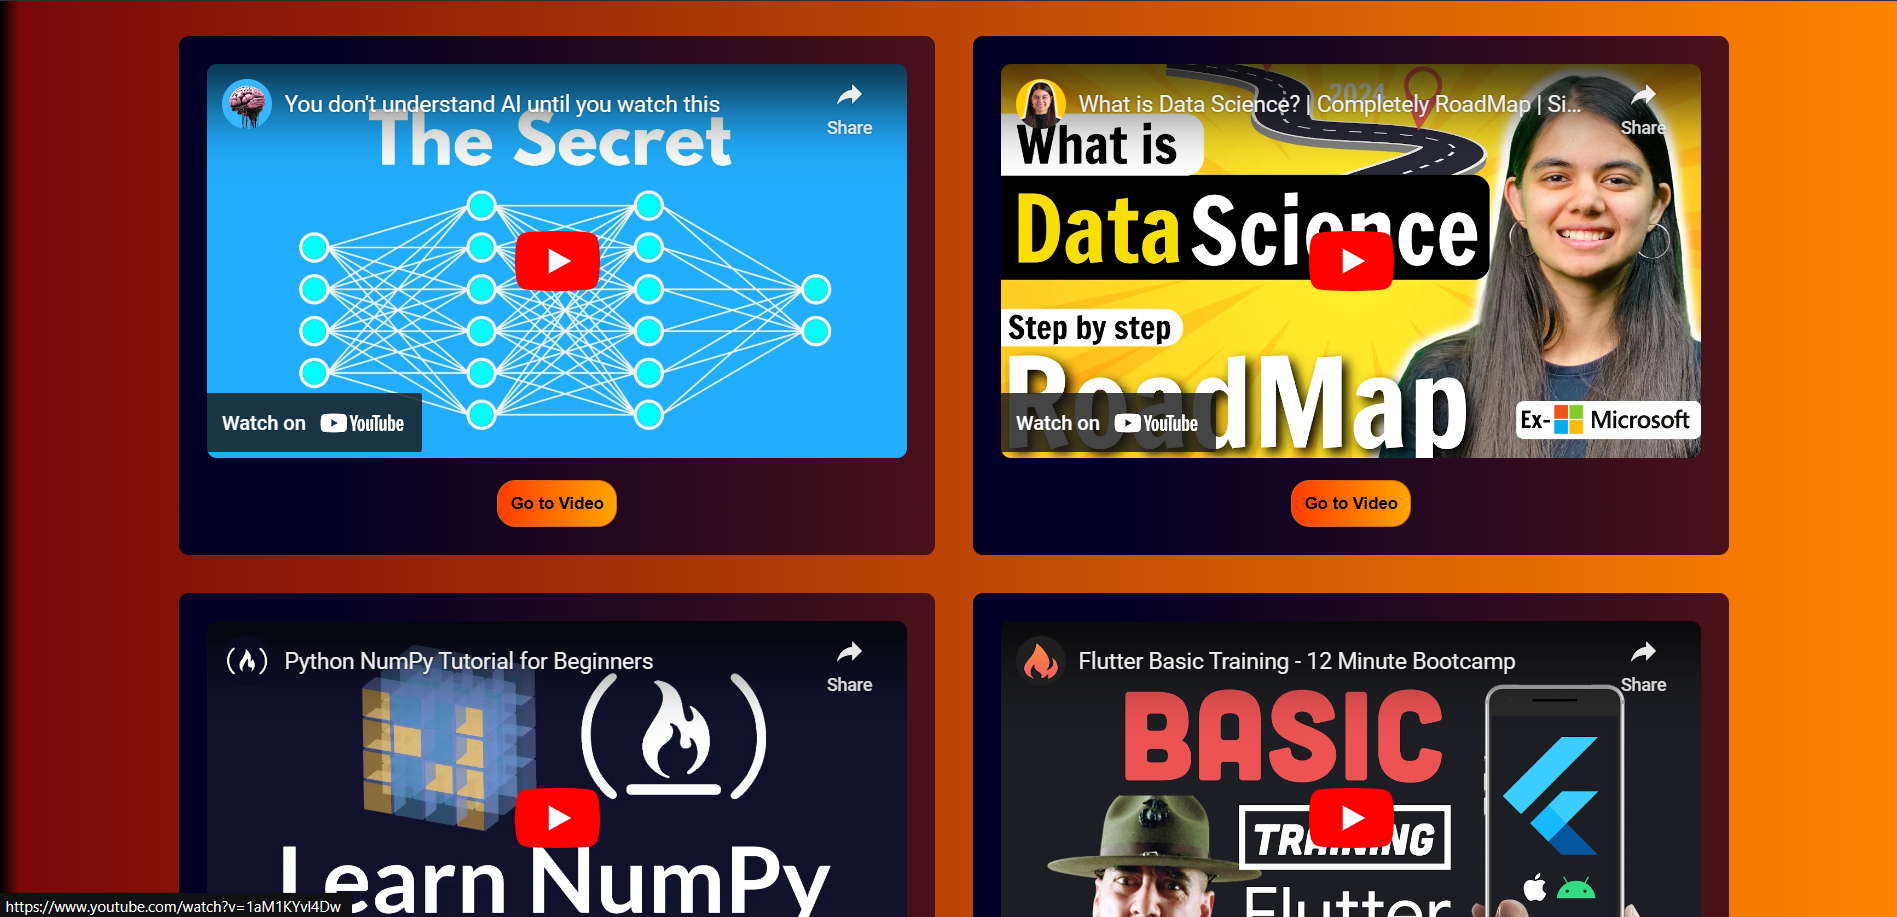 You don't understand AI until you watch this
Share
The Secret
Watch on YouTube
Go to Video
What is Data Science? | Completely RoadMap | Si...
2024
Share
What is
Data Science
Step by step
RoadMap
Watch on YouTube
Ex- Microsoft
Go to Video
Python NumPy Tutorial for Beginners
Share
Learn NumPy
Flutter Basic Training - 12 Minute Bootcamp
Share
BASIC
TRAINING
Flutter
https://www.youtube.com/watch?v=1aM1KYvl4Dw